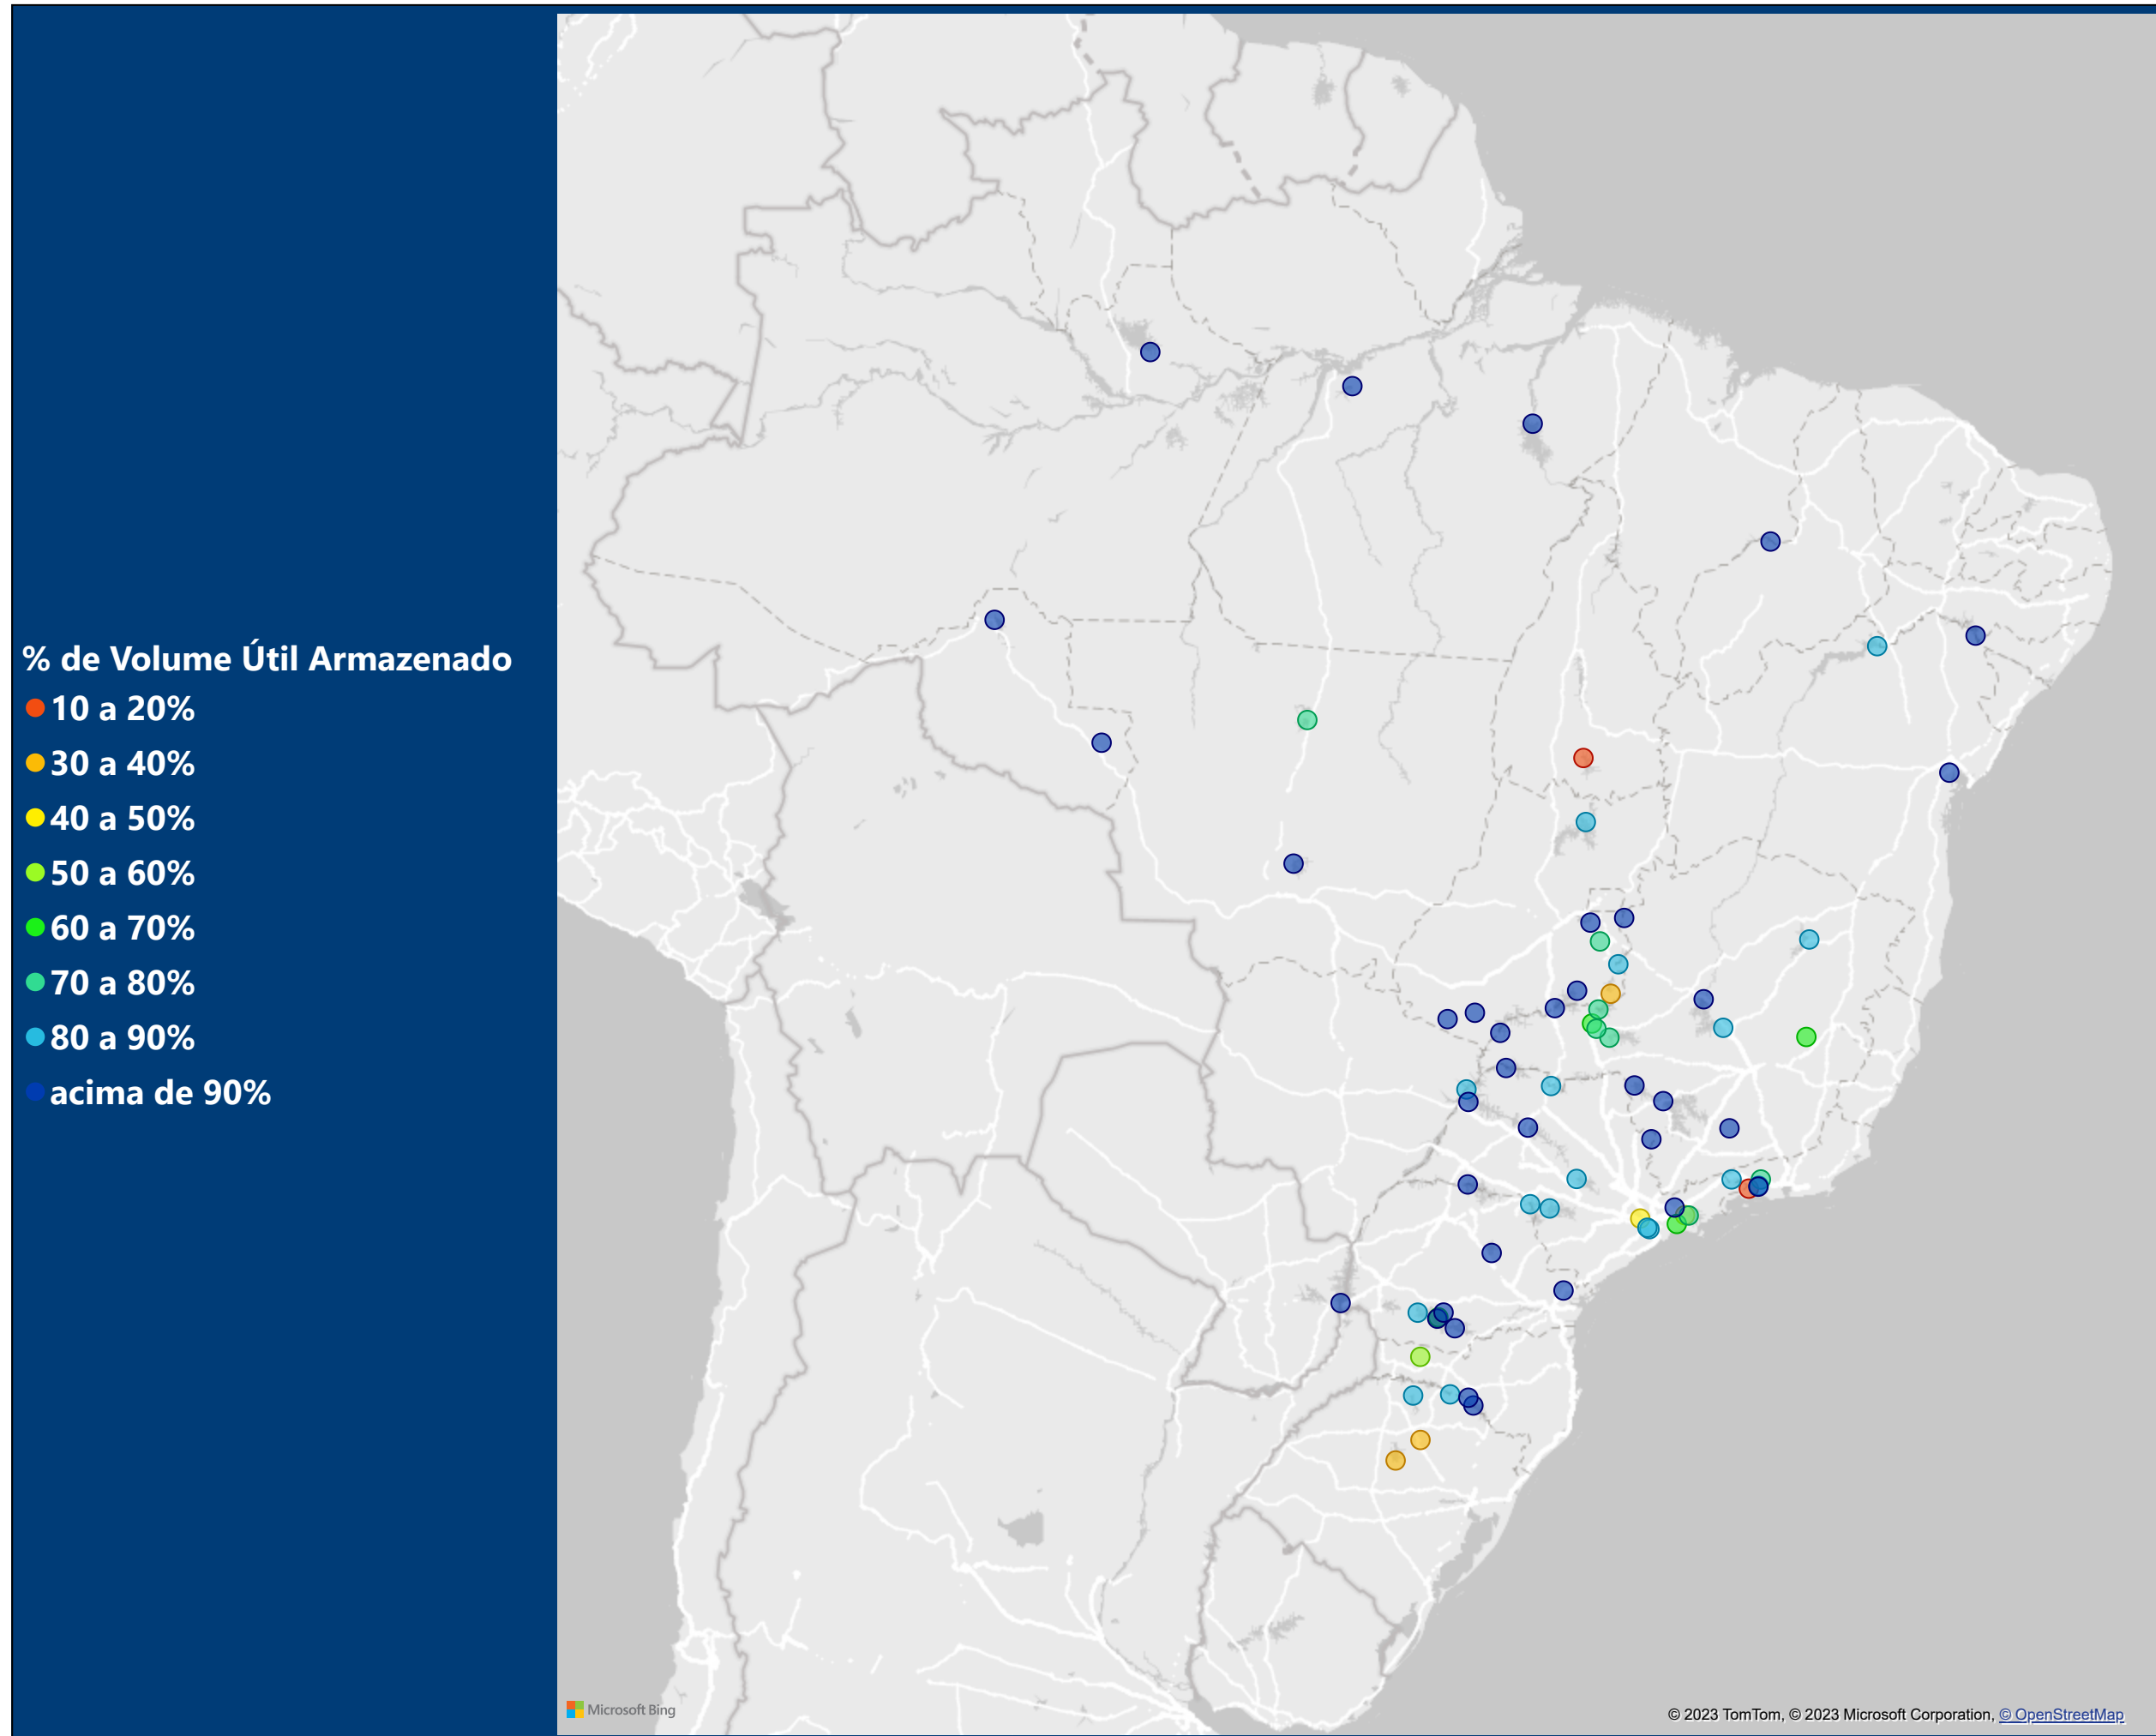 % de Volume Útil Armazenado
10 a 20%
30 a 40%
40 a 50%
50 a 60%
60 a 70%
70 a 80%
80 a 90%
acima de 90%
Microsoft Bing
© 2023 TomTom, © 2023 Microsoft Corporation, © OpenStreetMap